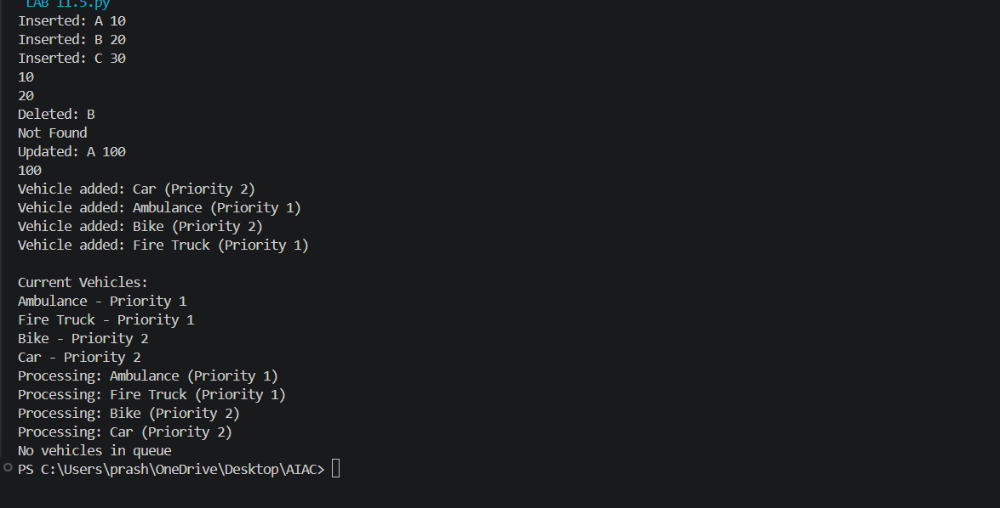 LAB 11.5.py
Inserted: A 10
Inserted: B 20
Inserted: C 30
10
20
Deleted: B
Not Found
Updated: A 100
100
Vehicle added: Car (Priority 2)
Vehicle added: Ambulance (Priority 1)
Vehicle added: Bike (Priority 2)
Vehicle added: Fire Truck (Priority 1)
Current Vehicles:
Ambulance - Priority 1
Fire Truck - Priority 1
Bike - Priority 2
Car - Priority 2
Processing: Ambulance (Priority 1)
Processing: Fire Truck (Priority 1)
Processing: Bike (Priority 2)
Processing: Car (Priority 2)
No vehicles in queue
PS C:\Users\prash\OneDrive\Desktop\AIAC>